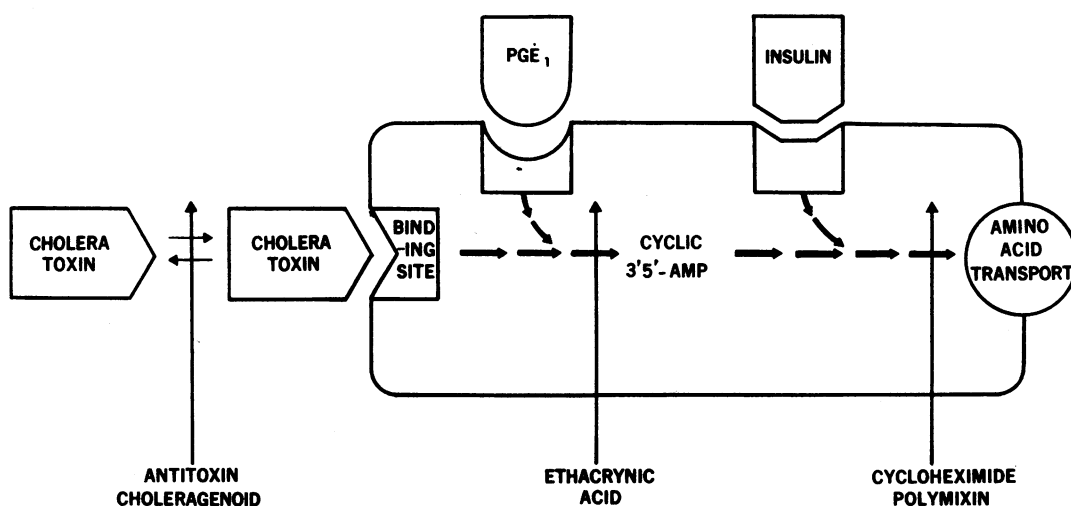 PGE1
INSULIN
CHOLERA
TOXIN
CHOLERA
TOXIN
BIND
-ING
SITE
CYCLIC
3'5'-AMP
AMINO
ACID
TRANSPORT
ANTITOXIN
CHOLERAGENOID
ETHACRYNIC
ACID
CYCLOHEXIMIDE
POLYMIXIN